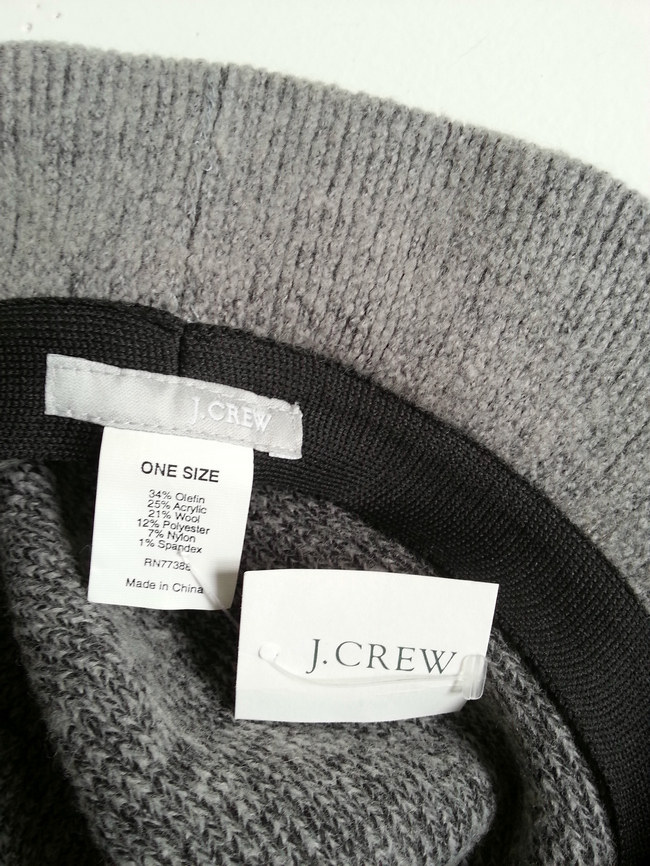 J.CREW
ONE SIZE
34% Olefin
25% Acrylic
21% Wool
12% Polyester
7% Nylon
1% Spandex
RN77388
Made in China
J.CREW